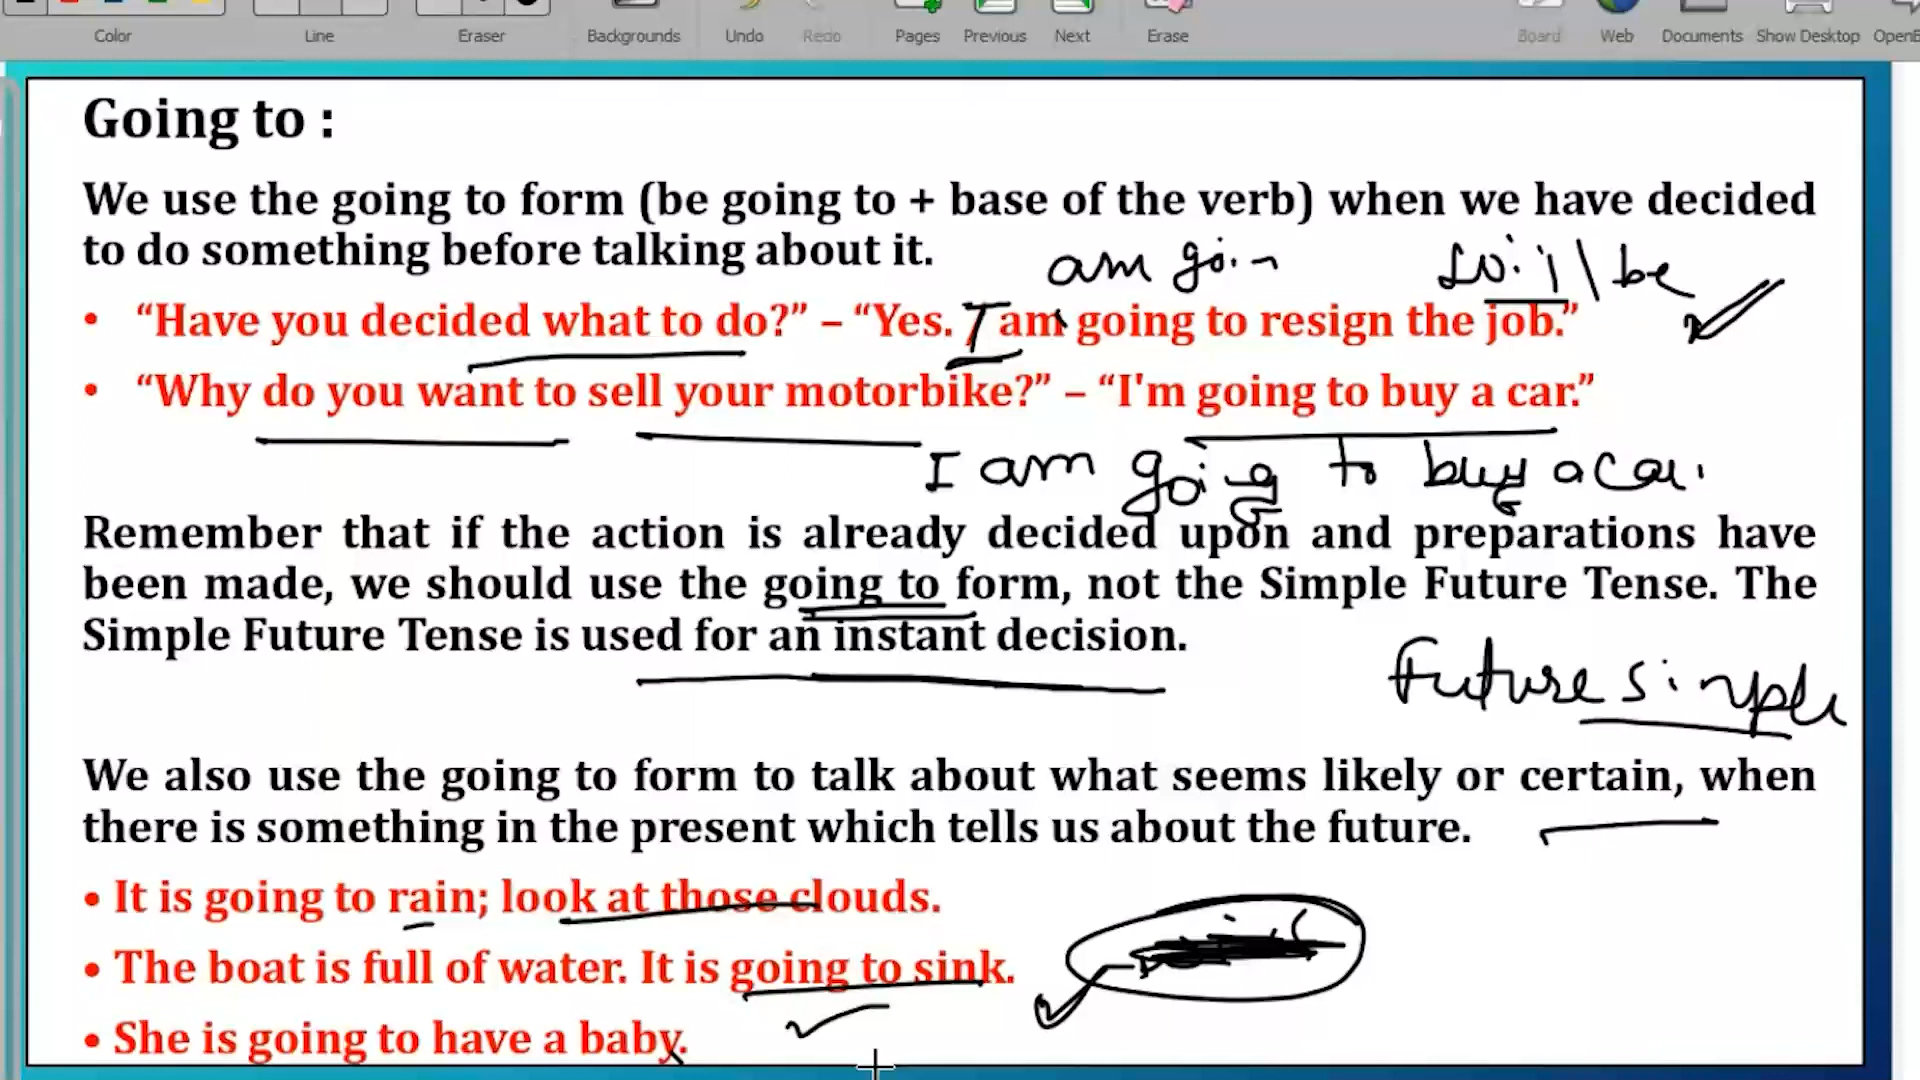 Color Line Eraser Backgrounds Undo Redo Pages Previous Next Erase Board Web Documents Show Desktop OpenB
Going to :
We use the going to form (be going to + base of the verb) when we have decided
to do something before talking about it.
am goin will be
• “Have you decided what to do?” – “Yes. I am going to resign the job.”
• “Why do you want to sell your motorbike?” – “I'm going to buy a car.”
I am going to buy a car.
Remember that if the action is already decided upon and preparations have
been made, we should use the going to form, not the Simple Future Tense. The
Simple Future Tense is used for an instant decision.
Future simple
We also use the going to form to talk about what seems likely or certain, when
there is something in the present which tells us about the future.
• It is going to rain; look at those clouds.
• The boat is full of water. It is going to sink.
• She is going to have a baby.